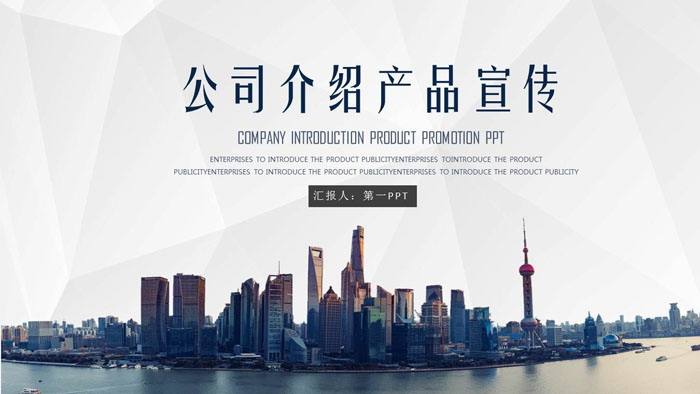 公司介绍产品宣传
COMPANY INTRODUCTION PRODUCT PROMOTION PPT
ENTERPRISES TO INTRODUCE THE PRODUCT PUBLICITYENTERPRISES TOINTRODUCE THE PRODUCT
PUBLICITYENTERPRISES TO INTRODUCE THE PRODUCT PUBLICITYENTERPRISES TO INTRODUCE THE PRODUCT PUBLICITY
汇报人：第一PPT